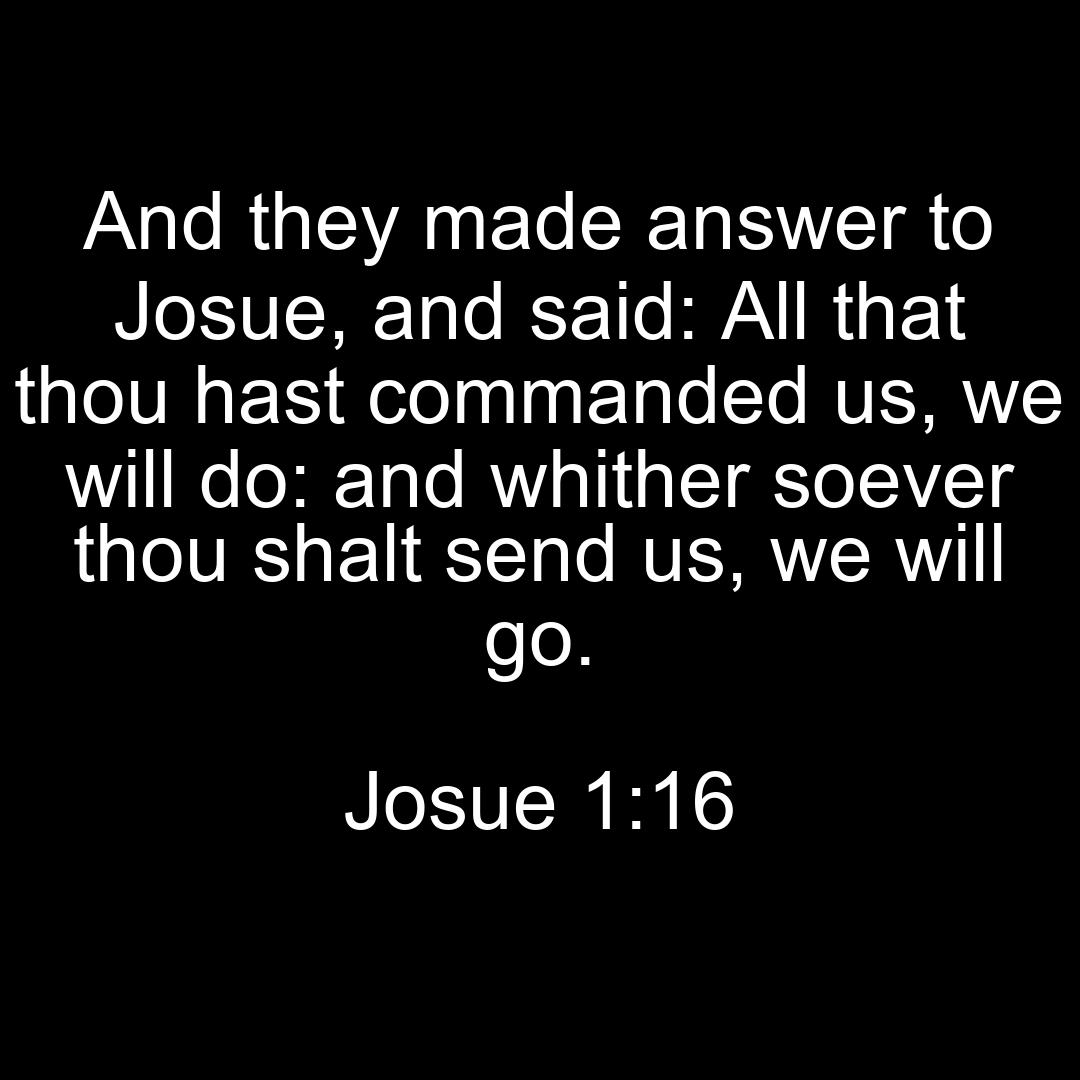 And they made answer to
Josue, and said: All that
thou hast commanded us, we
will do: and whither soever
thou shalt send us, we will
go.
Josue 1:16